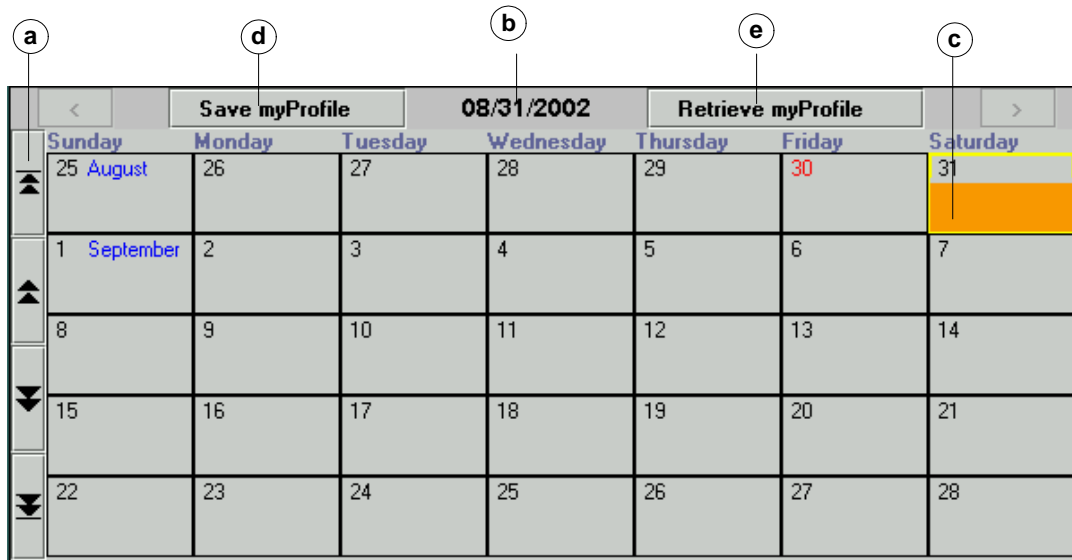 a d b e c
< Save myProfile 08/31/2002 Retrieve myProfile >
Sunday Monday Tuesday Wednesday Thursday Friday Saturday
25 August 26 27 28 29 30 31
1 September 2 3 4 5 6 7
8 9 10 11 12 13 14
15 16 17 18 19 20 21
22 23 24 25 26 27 28